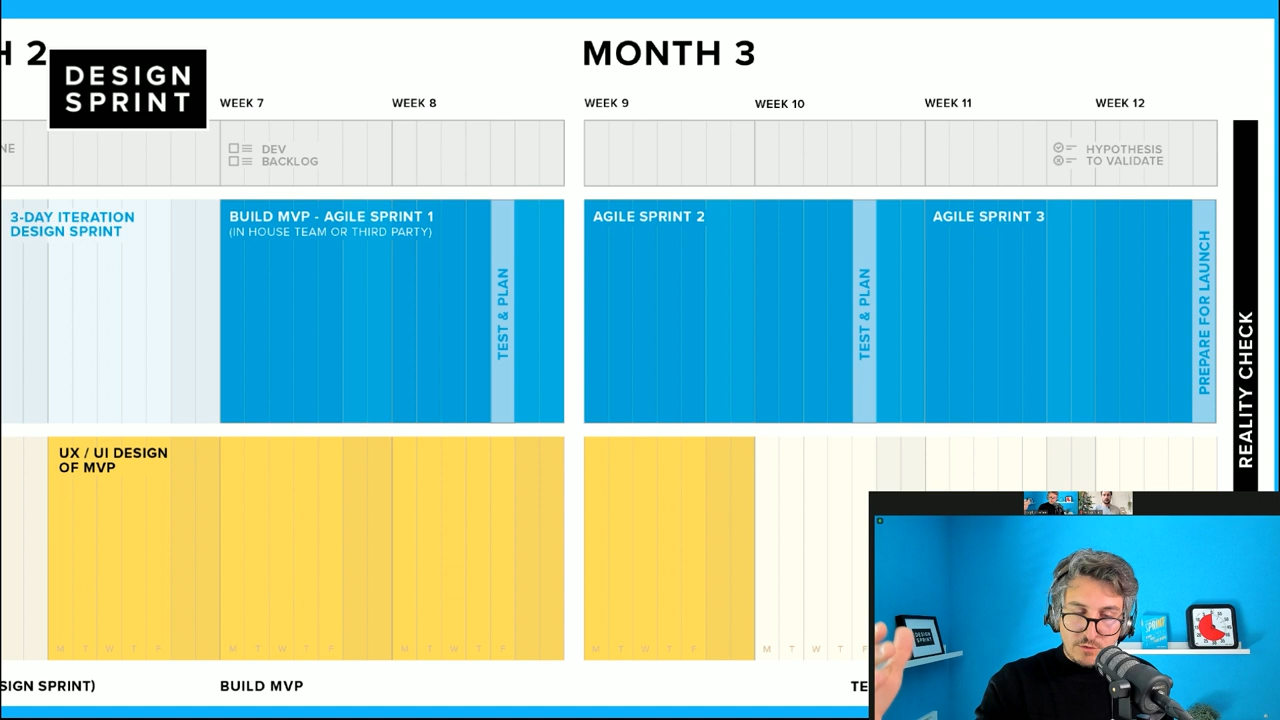 H 2
MONTH 3
DESIGN
SPRINT
WEEK 7
WEEK 8
WEEK 9
WEEK 10
WEEK 11
WEEK 12
NE
DEV
BACKLOG
HYPOTHESIS
TO VALIDATE
3-DAY ITERATION
DESIGN SPRINT
BUILD MVP - AGILE SPRINT 1
(IN HOUSE TEAM OR THIRD PARTY)
TEST & PLAN
AGILE SPRINT 2
TEST & PLAN
AGILE SPRINT 3
PREPARE FOR LAUNCH
REALITY CHECK
UX / UI DESIGN
OF MVP
M T W T F
M T W T F
M T W T F
M T W T F
M T W T F
SIGN SPRINT)
BUILD MVP
TE
DESIGN
SPRINT
SPRINT